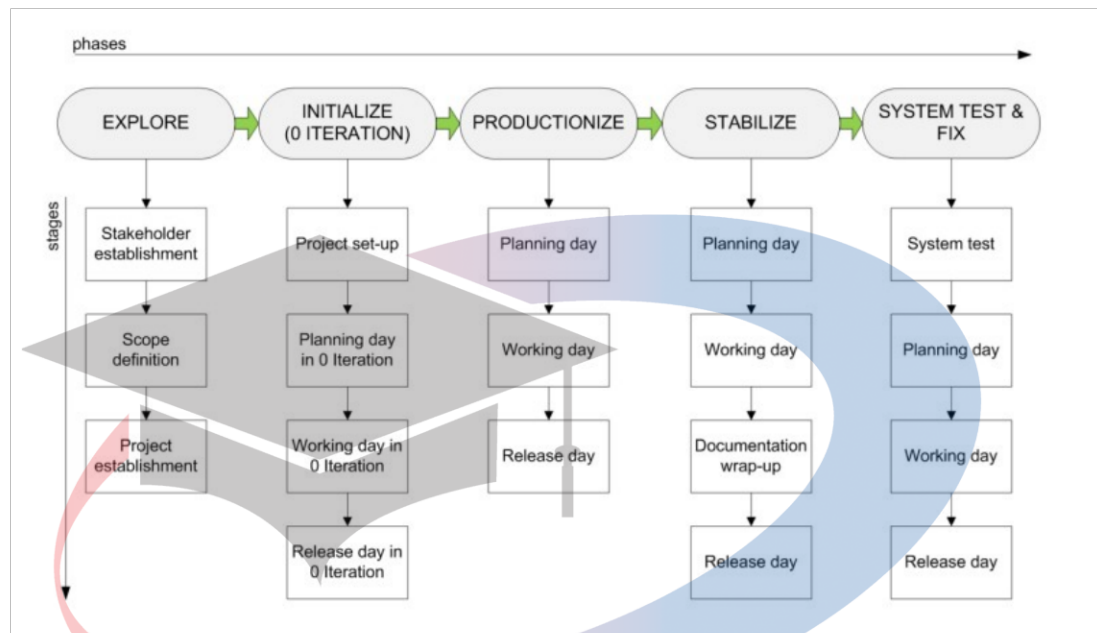 phases
EXPLORE
INITIALIZE
(0 ITERATION)
PRODUCTIONIZE
STABILIZE
SYSTEM TEST &
FIX
stages
Stakeholder
establishment
Project set-up
Planning day
Planning day
System test
Scope
definition
Planning day
in 0 Iteration
Working day
Working day
Planning day
Project
establishment
Working day in
0 Iteration
Release day
Documentation
wrap-up
Working day
Release day in
0 Iteration
Release day
Release day